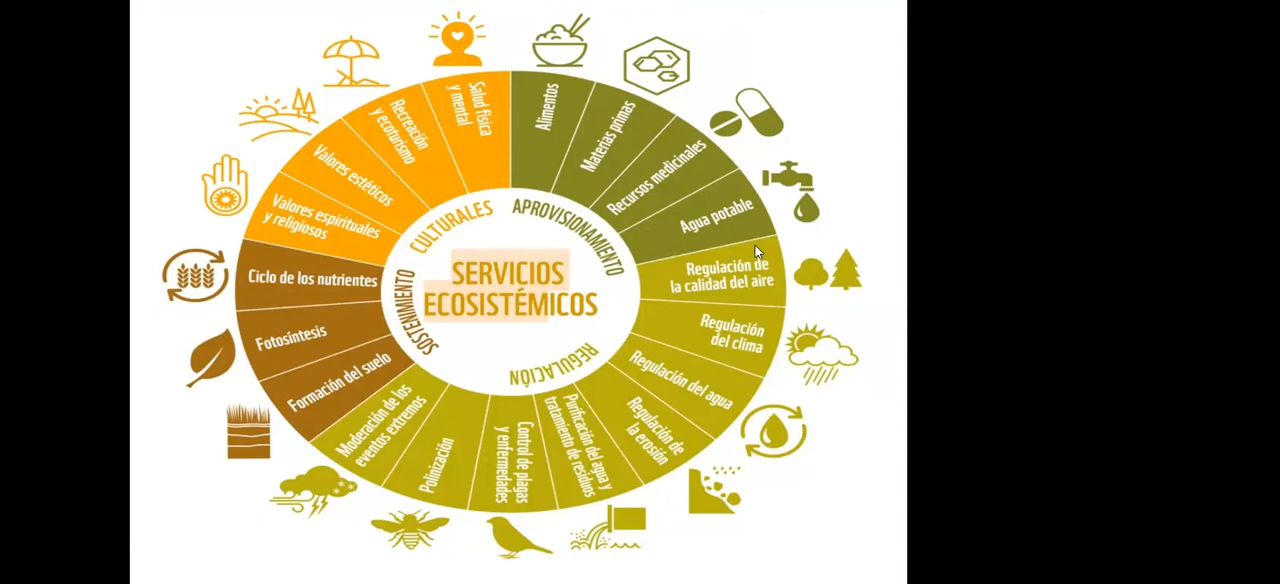 SERVICIOS
ECOSISTÉMICOS
APROVISIONAMIENTO
Alimentos
Materias primas
Recursos medicinales
Agua potable
REGULACIÓN
Regulación de
la calidad del aire
Regulación
del clima
Regulación del agua
Regulación de
la erosión
Purificación del agua y
tratamiento de residuos
Control de plagas
y enfermedades
Polinización
Moderación de los
eventos extremos
SOSTENIMIENTO
Formación del suelo
Fotosíntesis
Ciclo de los nutrientes
CULTURALES
Valores espirituales
y religiosos
Valores estéticos
Recreación
y ecoturismo
Salud física
y mental